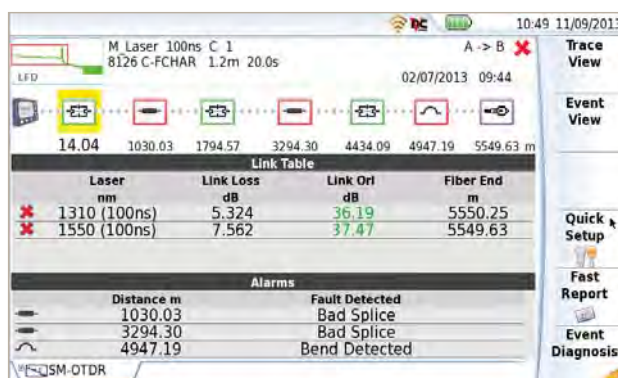 10:49 11/09/2013
M_Laser 100ns C 1
8126 C-FCHAR 1.2m 20.0s
A -> B
LFD
02/07/2013 09:44
14.04 1030.03 1794.57 3294.30 4434.09 4947.19 5549.63 m
Link Table
Laser Link Loss Link Orl Fiber End
nm dB dB m
1310 (100ns) 5.324 36.19 5550.25
1550 (100ns) 7.562 37.47 5549.63
Alarms
Distance m Fault Detected
1030.03 Bad Splice
3294.30 Bad Splice
4947.19 Bend Detected
SM-OTDR
Trace
View
Event
View
Quick
Setup
Fast
Report
Event
Diagnosis